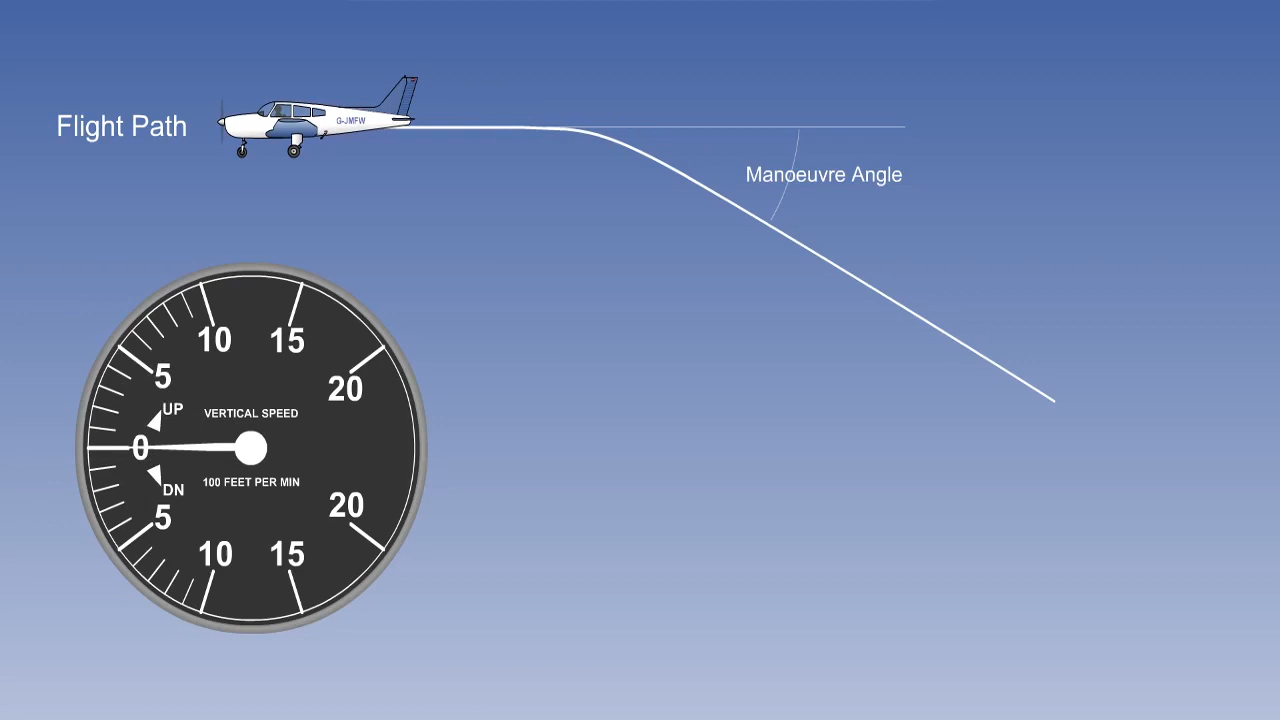 Flight Path
G-JMFW
Manoeuvre Angle
10 15
5 20
UP
VERTICAL SPEED
0
100 FEET PER MIN
DN
5 20
10 15